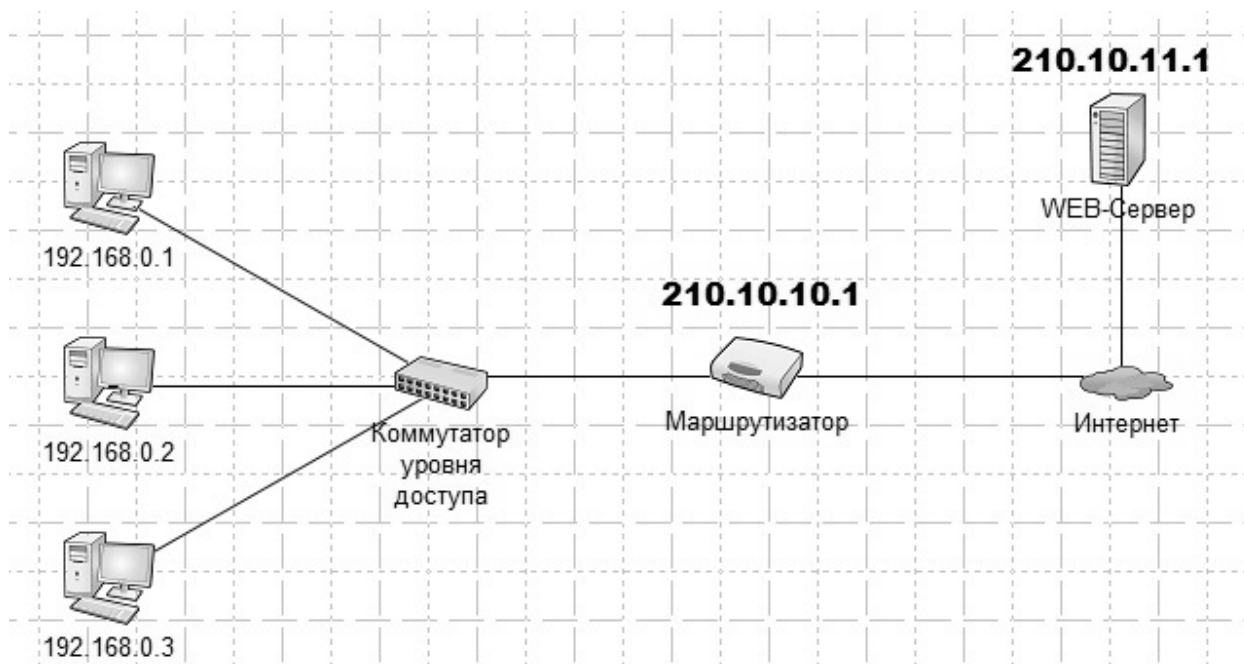 210.10.11.1
WEB-Сервер
192.168.0.1
210.10.10.1
192.168.0.2
Коммутатор
уровня
доступа
Маршрутизатор
Интернет
192.168.0.3